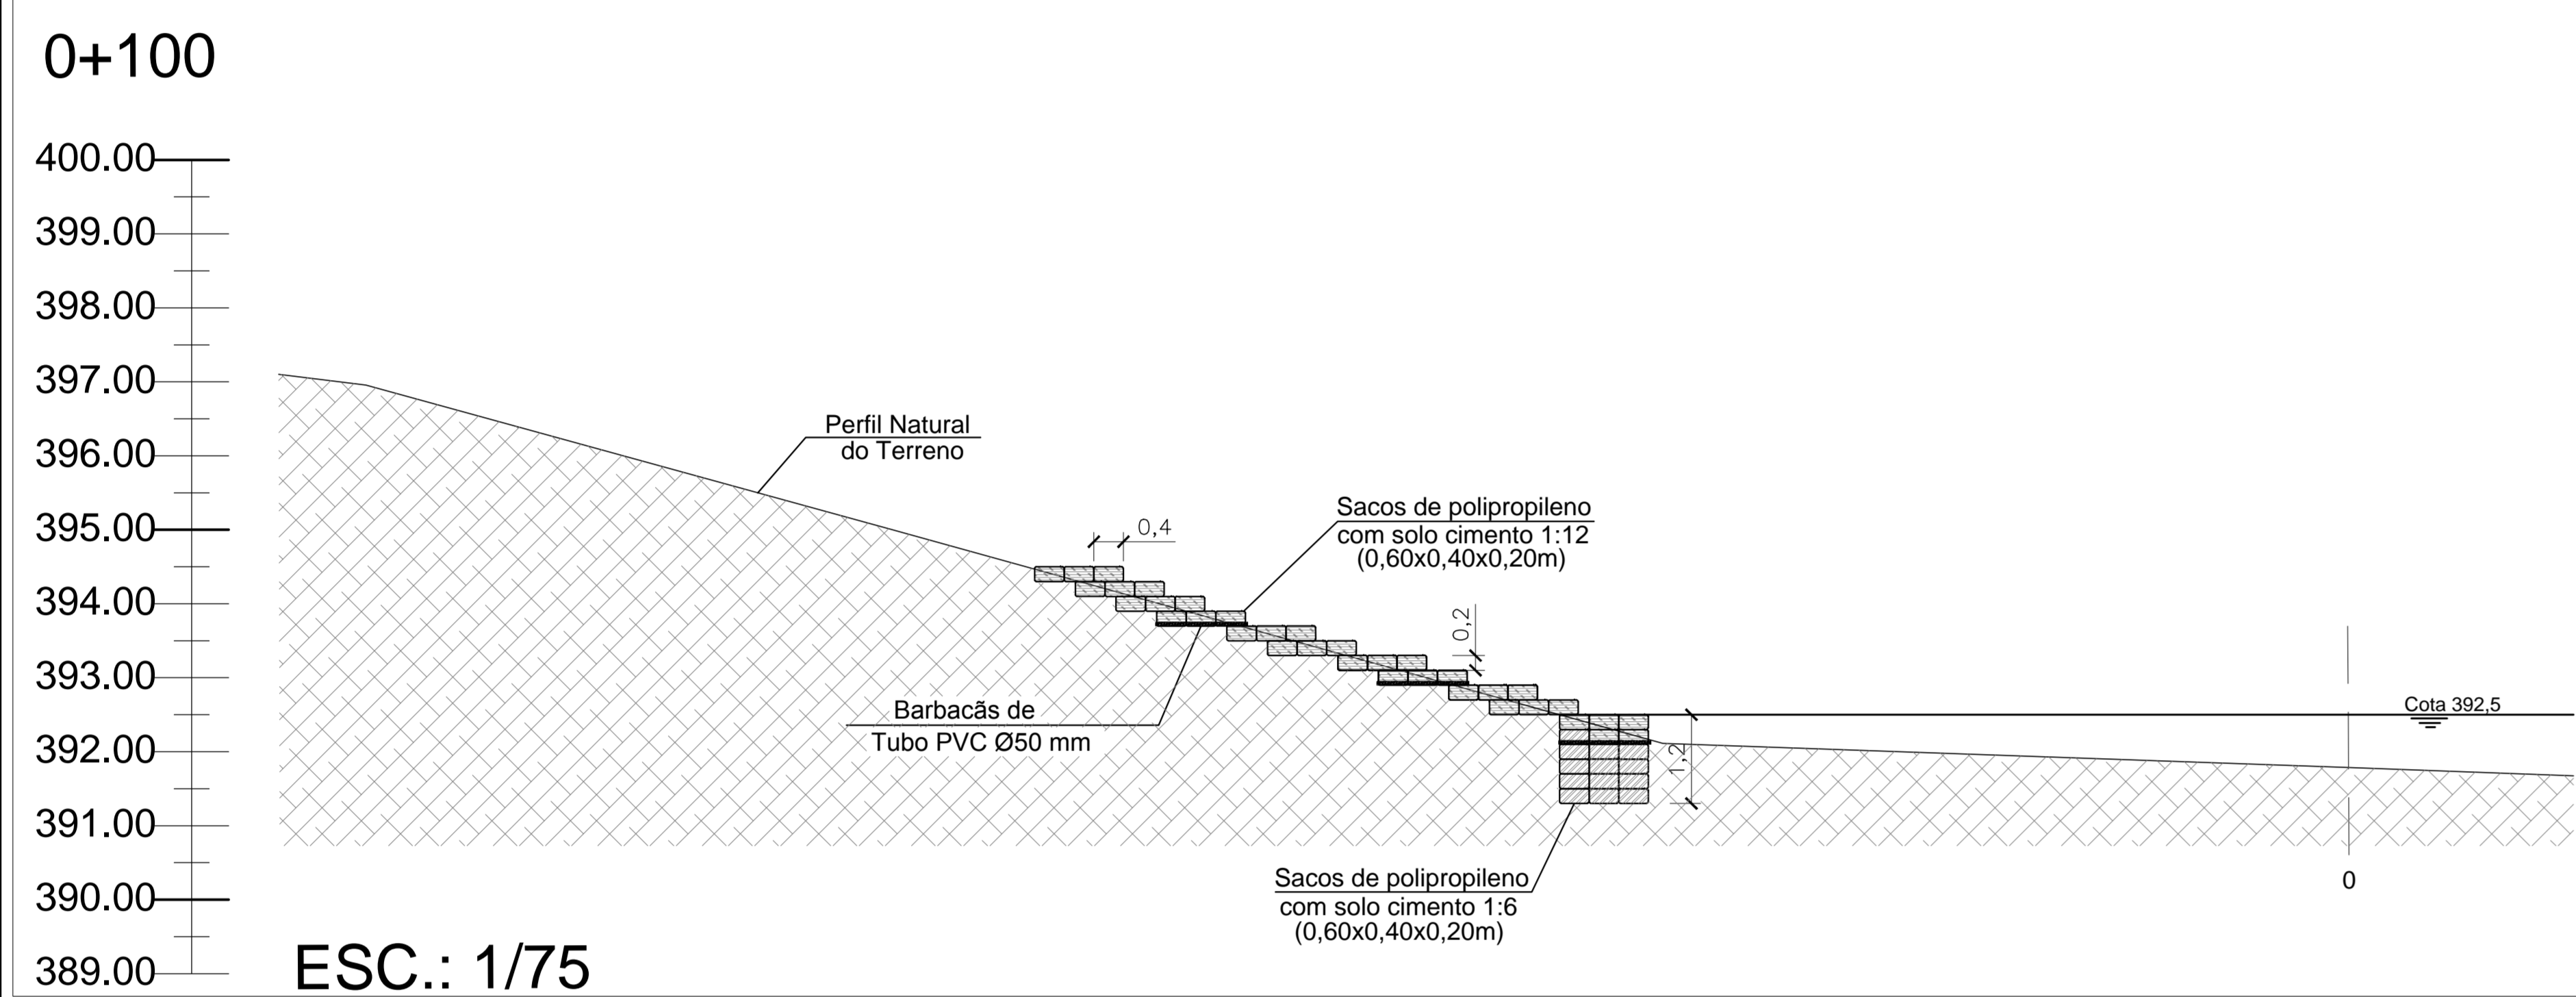 0+100
400.00
399.00
398.00
397.00
396.00
395.00
394.00
393.00
392.00
391.00
390.00
389.00
Perfil Natural
do Terreno
0,4
Sacos de polipropileno
com solo cimento 1:12
(0,60x0,40x0,20m)
0,2
Barbacãs de
Tubo PVC Ø50 mm
1,2
Cota 392,5
Sacos de polipropileno
com solo cimento 1:6
(0,60x0,40x0,20m)
0
ESC.: 1/75